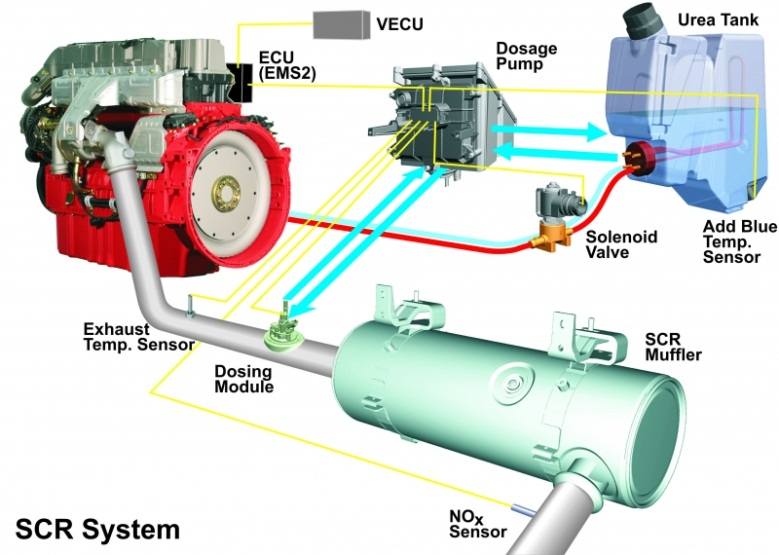 VECU
ECU
(EMS2)
Dosage
Pump
Urea Tank
Solenoid
Valve
Add Blue
Temp.
Sensor
Exhaust
Temp. Sensor
Dosing
Module
SCR
Muffler
NOx
Sensor
SCR System